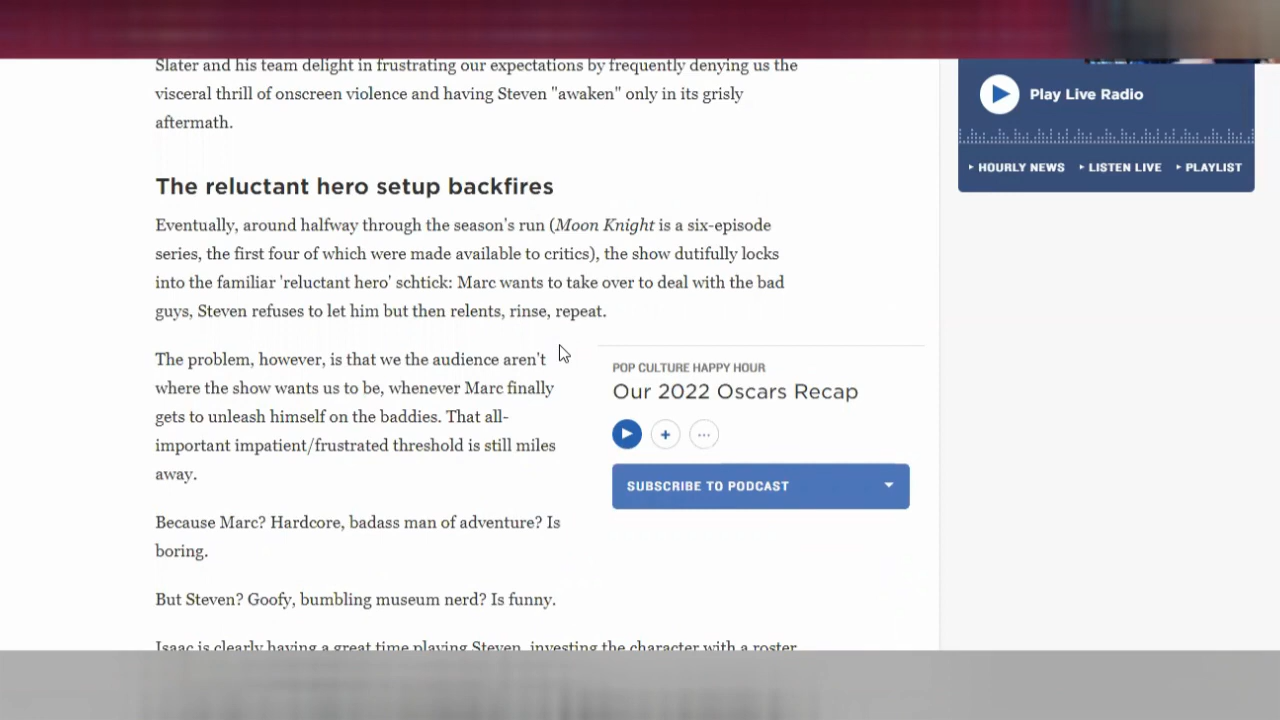 Slater and his team delight in frustrating our expectations by frequently denying us the
visceral thrill of onscreen violence and having Steven "awaken" only in its grisly
aftermath.
The reluctant hero setup backfires
Eventually, around halfway through the season's run (Moon Knight is a six-episode
series, the first four of which were made available to critics), the show dutifully locks
into the familiar 'reluctant hero' schtick: Marc wants to take over to deal with the bad
guys, Steven refuses to let him but then relents, rinse, repeat.
The problem, however, is that we the audience aren't
where the show wants us to be, whenever Marc finally
gets to unleash himself on the baddies. That all-
important impatient/frustrated threshold is still miles
away.
Because Marc? Hardcore, badass man of adventure? Is
boring.
But Steven? Goofy, bumbling museum nerd? Is funny.
Isaac is clearly having a great time playing Steven, investing the character with a roster
POP CULTURE HAPPY HOUR
Our 2022 Oscars Recap
SUBSCRIBE TO PODCAST
Play Live Radio
HOURLY NEWS
LISTEN LIVE
PLAYLIST